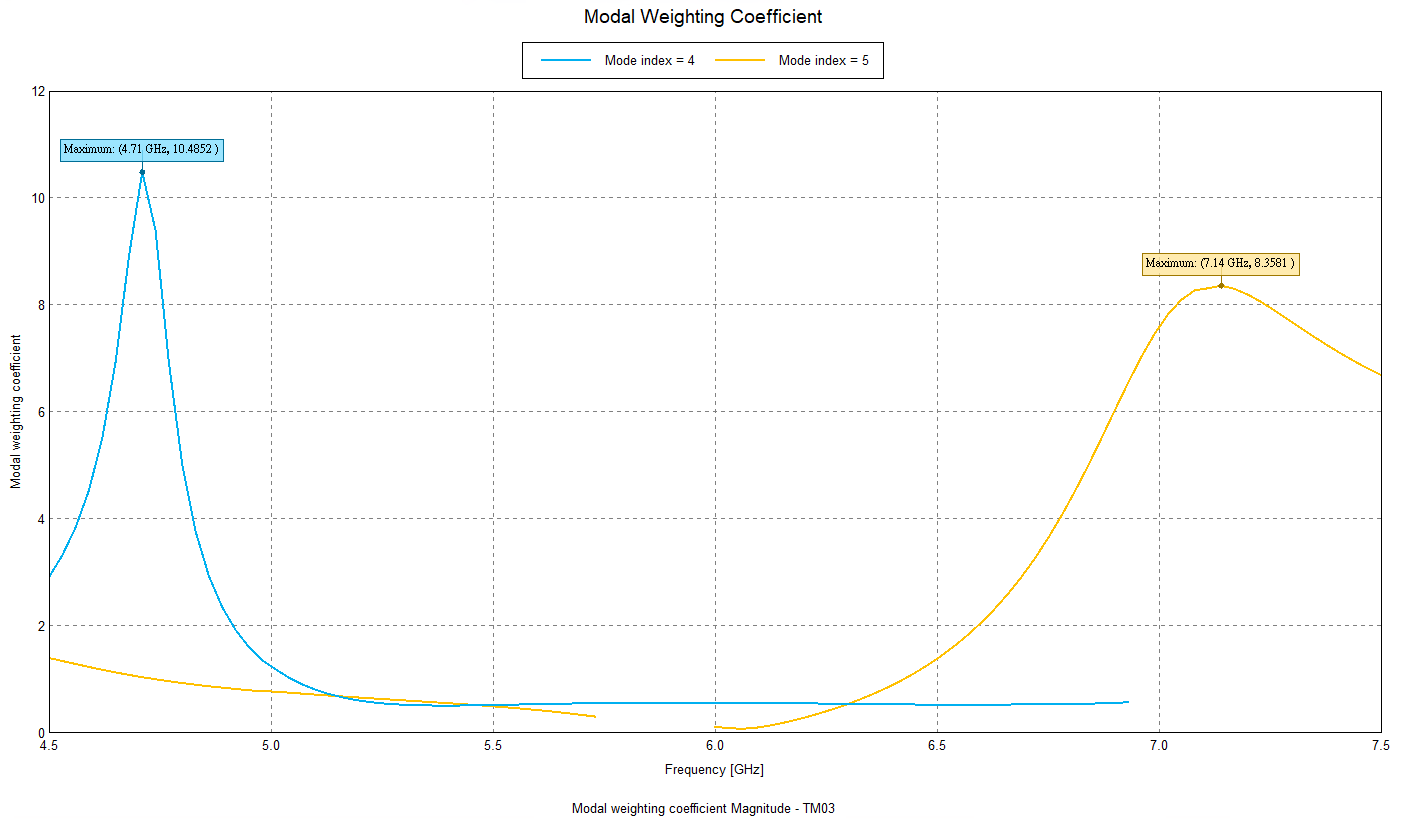 Modal Weighting Coefficient
Mode index = 4
Mode index = 5
12
10
8
6
4
2
0
Modal weighting coefficient
Maximum: (4.71 GHz, 10.4852 )
Maximum: (7.14 GHz, 8.3581 )
4.5
5.0
5.5
6.0
6.5
7.0
7.5
Frequency [GHz]
Modal weighting coefficient Magnitude - TM03